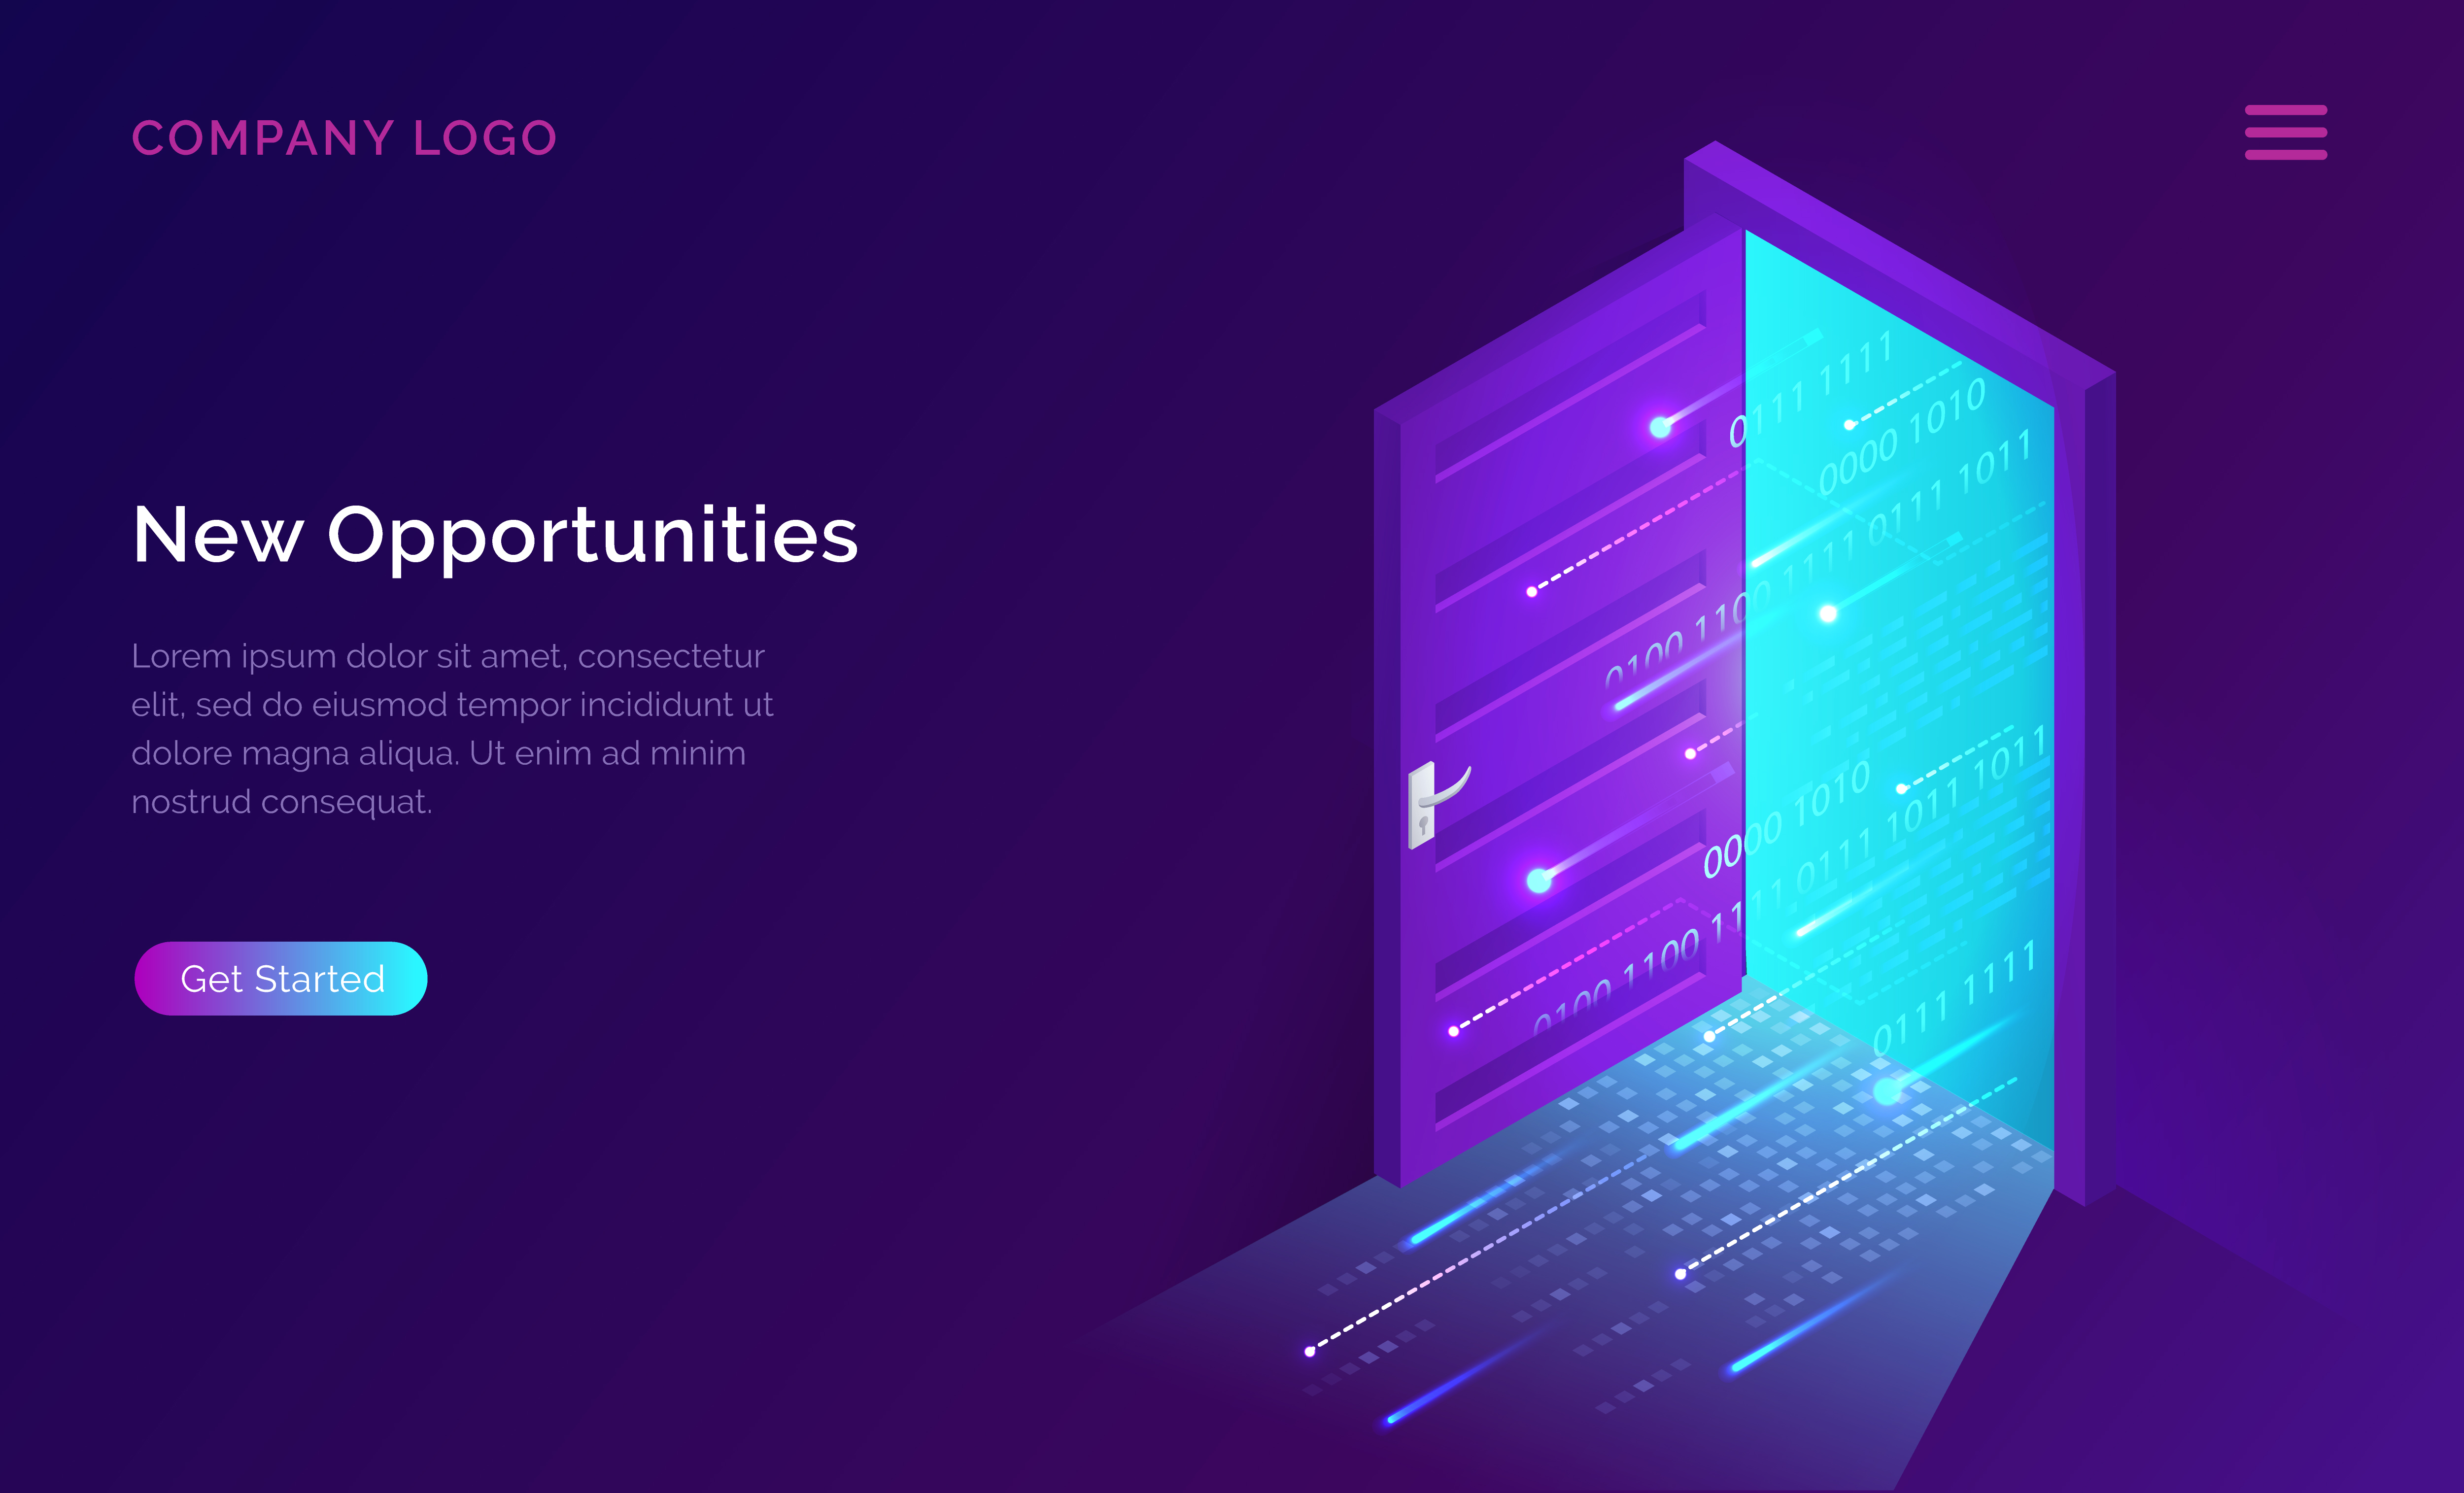 COMPANY LOGO
New Opportunities
Lorem ipsum dolor sit amet, consectetur
elit, sed do eiusmod tempor incididunt ut
dolore magna aliqua. Ut enim ad minim
nostrud consequat.
Get Started
0111 1111
0000 1010
0100 1100 1111 0111 1011
0000 1010
0100 1100 1111 0111 1011 1011
0111 1111